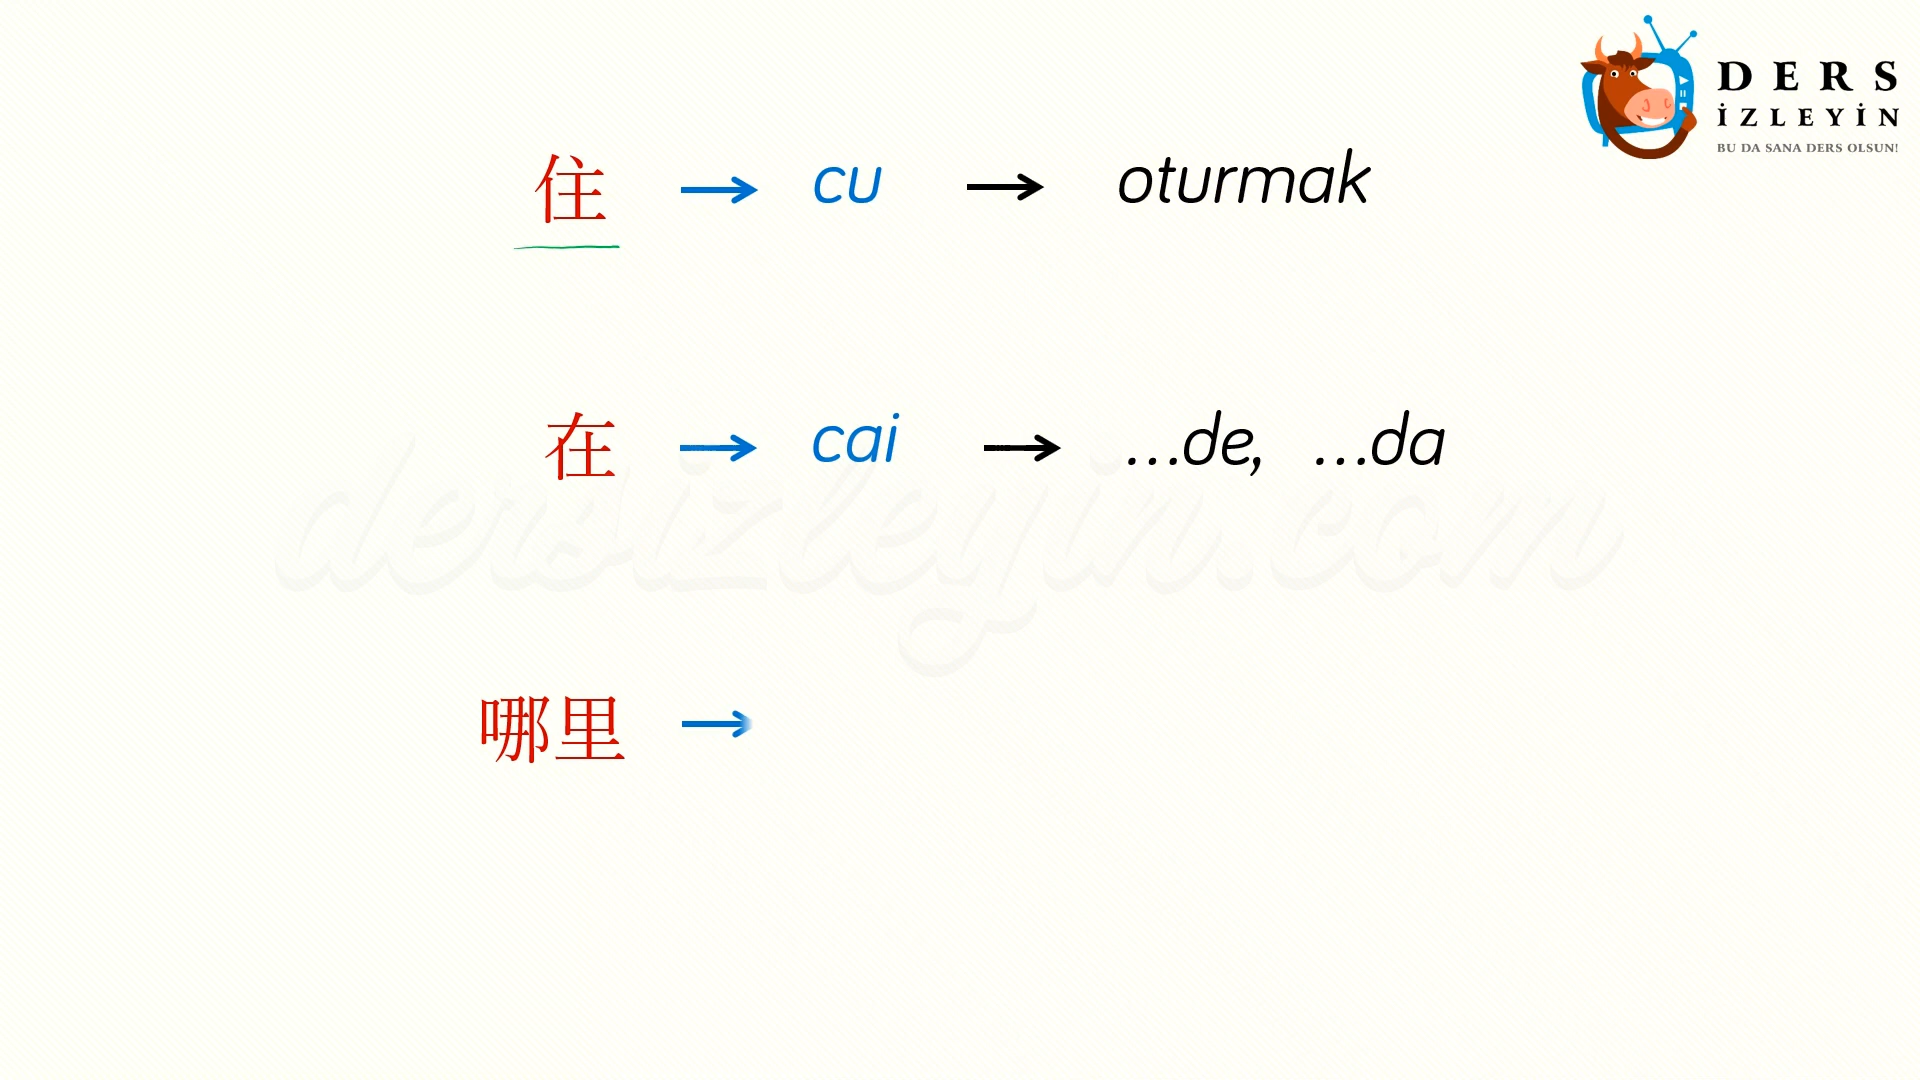 DERS
İZLEYİN
BU DA SANA DERS OLSUN!
住 → cu → oturmak
在 → cai → ...de, ...da
dersizleyin.com
哪里 →